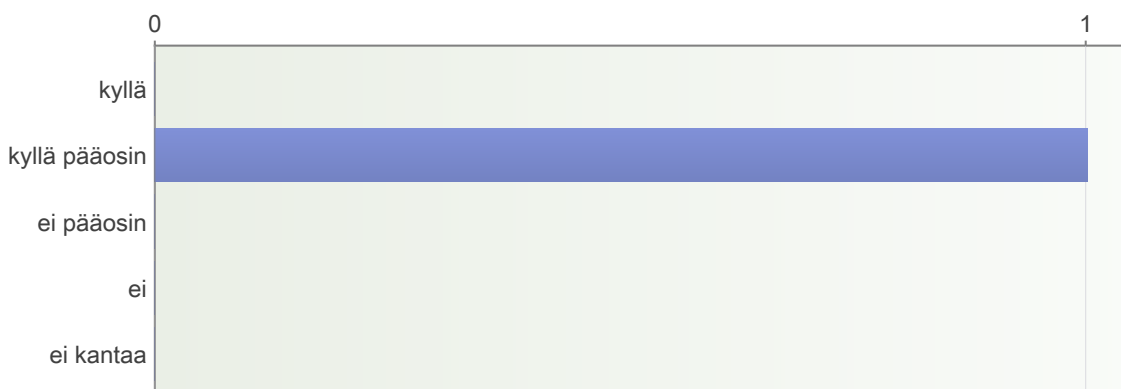 0 1
kyllä
kyllä pääosin
ei pääosin
ei
ei kantaa